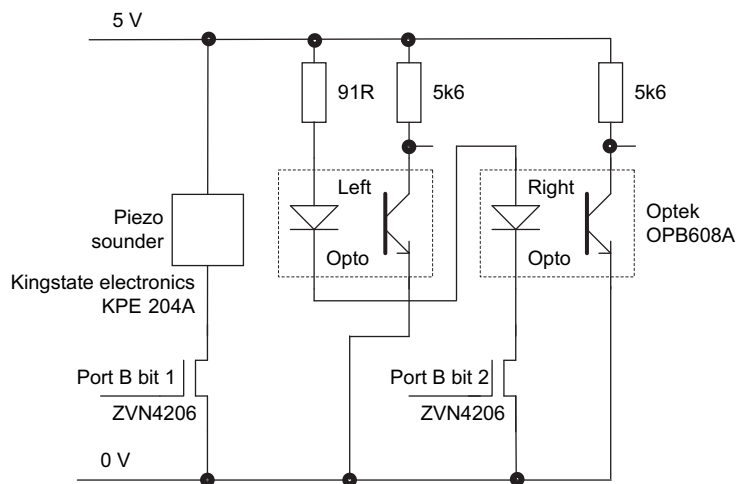 5 V
91R
5k6
5k6
Left
Right
Piezo
sounder
Optek
OPB608A
Opto
Opto
Kingstate electronics
KPE 204A
Port B bit 1
Port B bit 2
ZVN4206
ZVN4206
0 V